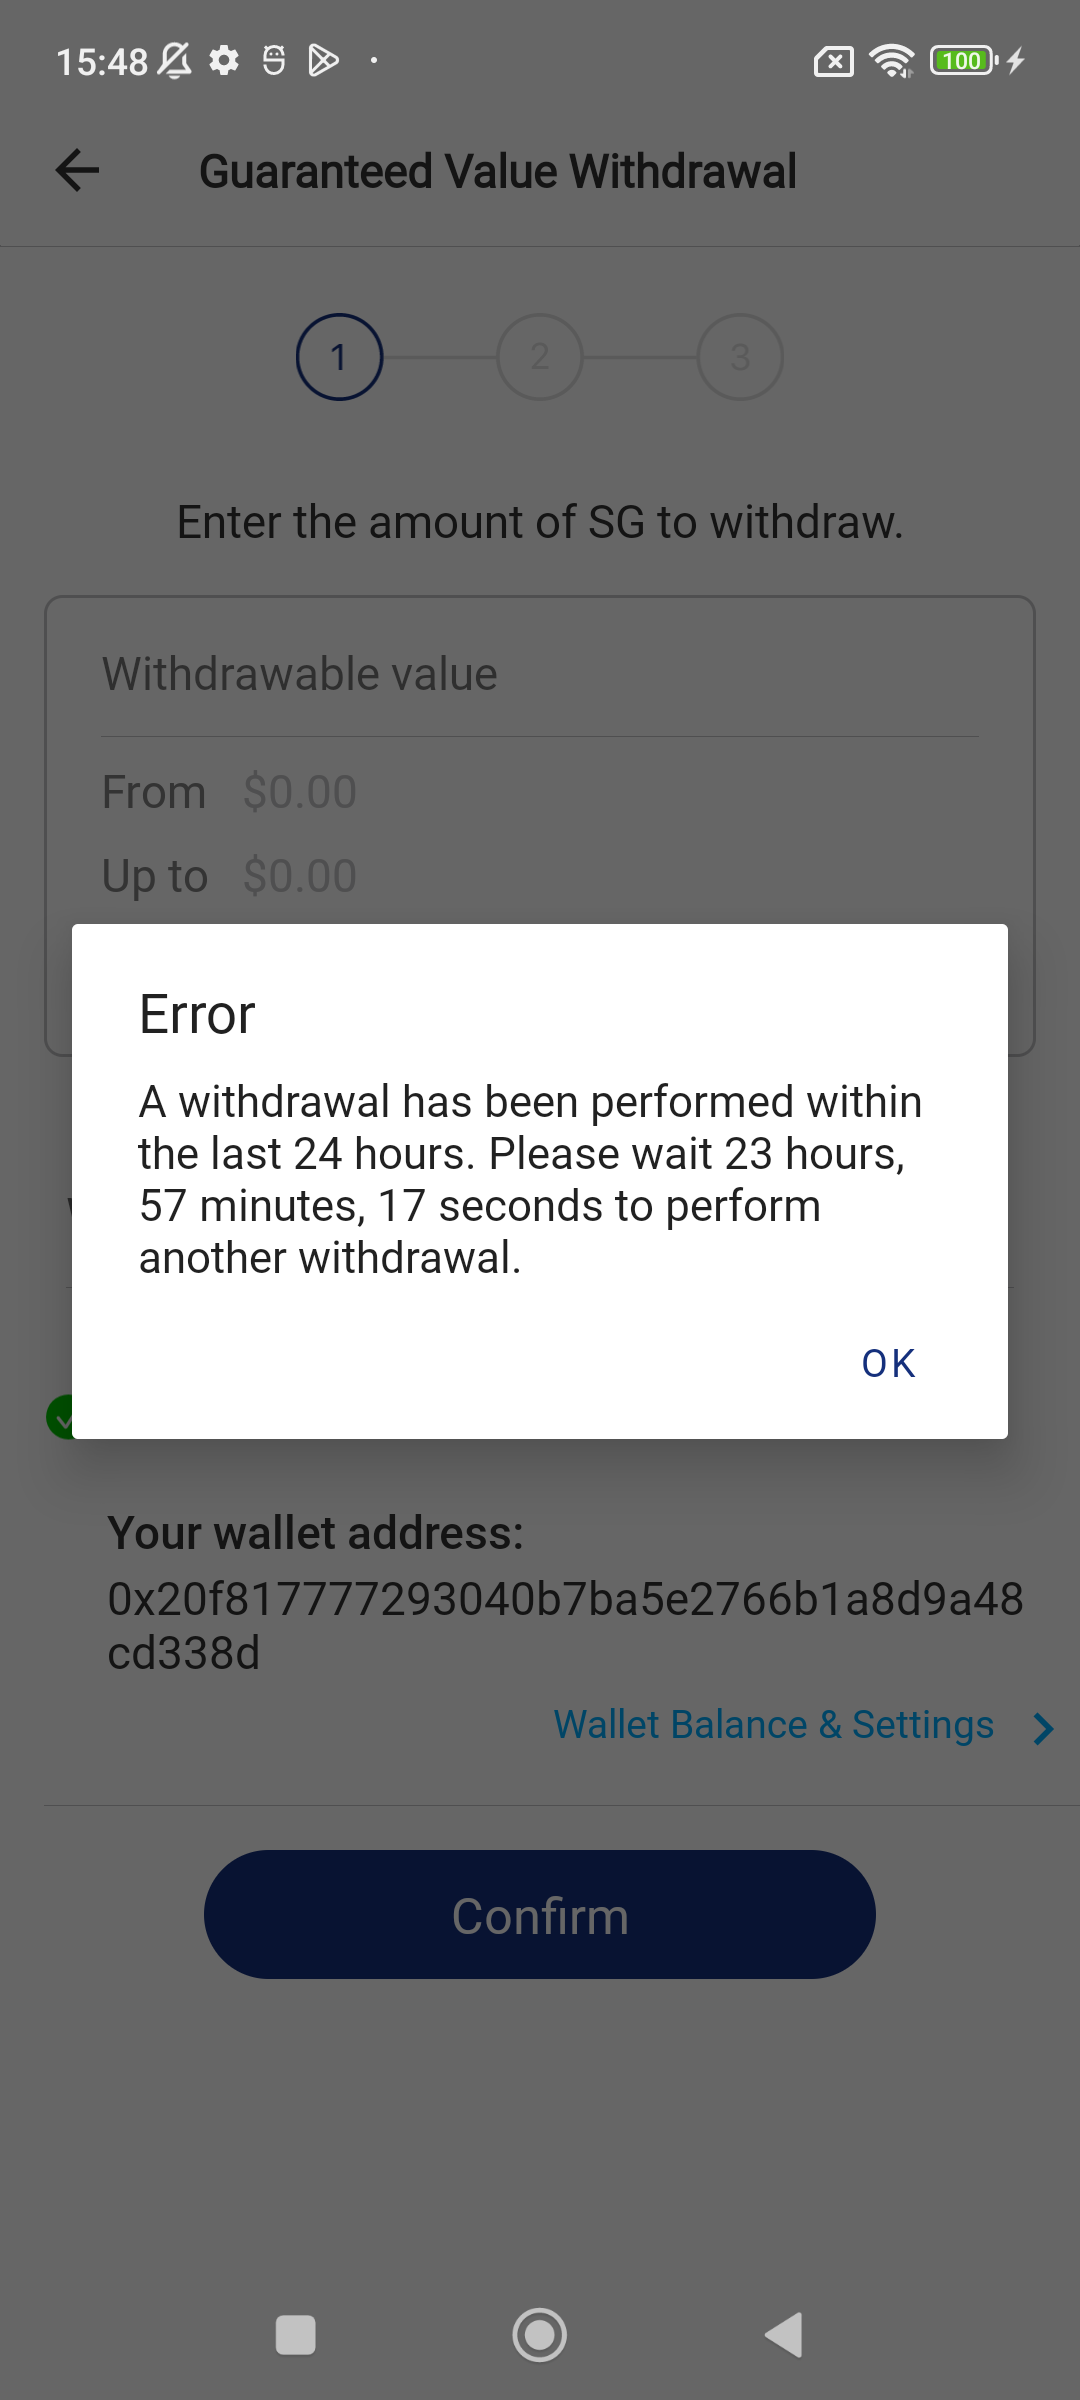 15:48
100
Guaranteed Value Withdrawal
1 2 3
Enter the amount of SG to withdraw.
Withdrawable value
From $0.00
Up to $0.00
Error
A withdrawal has been performed within
the last 24 hours. Please wait 23 hours,
57 minutes, 17 seconds to perform
another withdrawal.
OK
Your wallet address:
0x20f817777293040b7ba5e2766b1a8d9a48
cd338d
Wallet Balance & Settings
Confirm